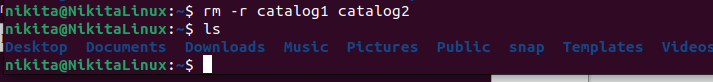 nikita@NikitaLinux:~$ rm -r catalog1 catalog2
nikita@NikitaLinux:~$ ls
Desktop Documents Downloads Music Pictures Public snap Templates Videos
nikita@NikitaLinux:~$